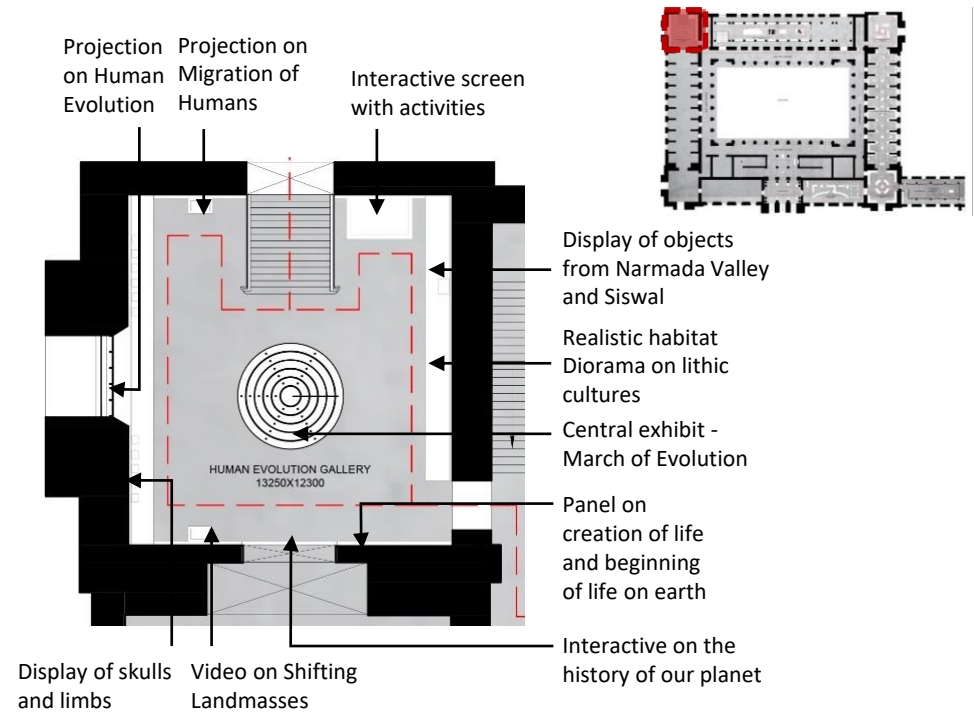 Projection
on Human
Evolution
Projection on
Migration of
Humans
Interactive screen
with activities
Display of objects
from Narmada Valley
and Siswal
Realistic habitat
Diorama on lithic
cultures
Central exhibit -
March of Evolution
HUMAN EVOLUTION GALLERY
13250X12300
Panel on
creation of life
and beginning
of life on earth
Interactive on the
history of our planet
Display of skulls
and limbs
Video on Shifting
Landmasses